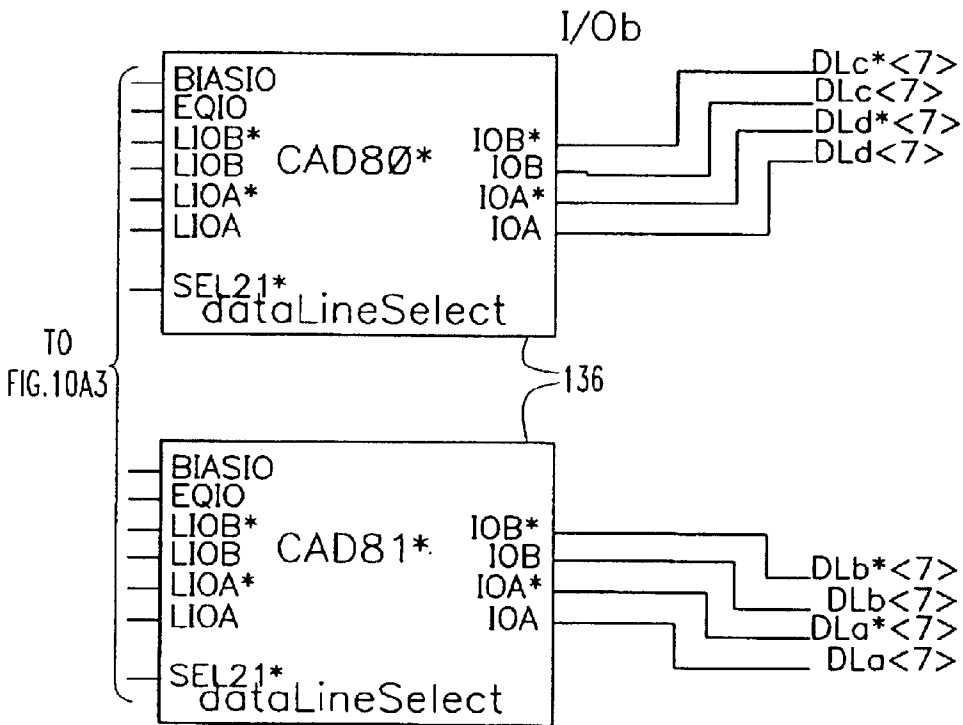 I/Ob
BIASIO
EQIO
LIOB*
LIOB
LIOA*
LIOA
SEL21*
CAD80*
dataLineSelect
IOB*
IOB
IOA*
IOA
DLc*<7>
DLc<7>
DLd*<7>
DLd<7>
TO
FIG.10A3
136
BIASIO
EQIO
LIOB*
LIOB
LIOA*
LIOA
SEL21*
CAD81*
dataLineSelect
IOB*
IOB
IOA*
IOA
DLb*<7>
DLb<7>
DLa*<7>
DLa<7>